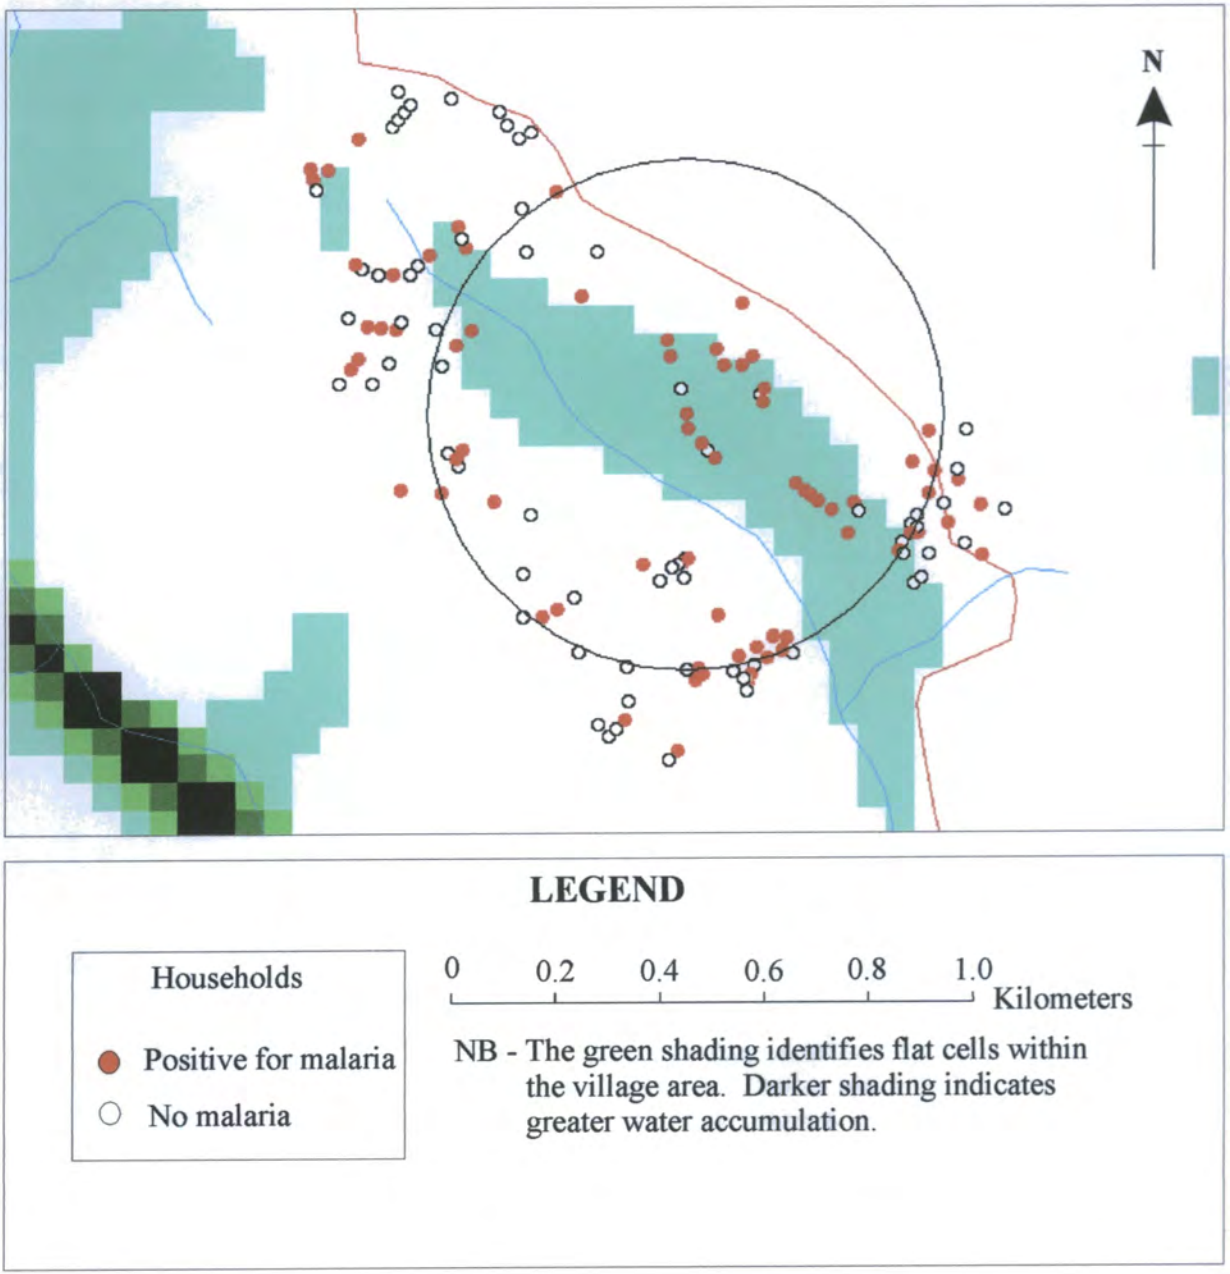 N
LEGEND
Households
Positive for malaria
No malaria
0 0.2 0.4 0.6 0.8 1.0
Kilometers
NB - The green shading identifies flat cells within
the village area. Darker shading indicates
greater water accumulation.